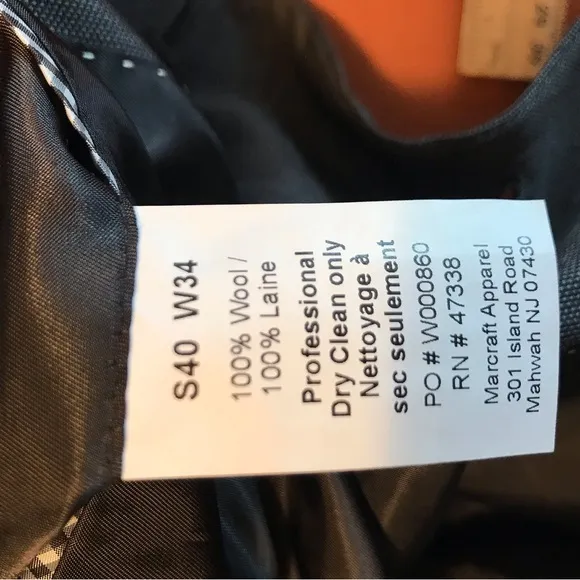 S40 W34
100% Wool /
100% Laine
Professional
Dry Clean only
Nettoyage à
sec seulement
PO # W000860
RN # 47338
Marcraft Apparel
301 Island Road
Mahwah NJ 07430